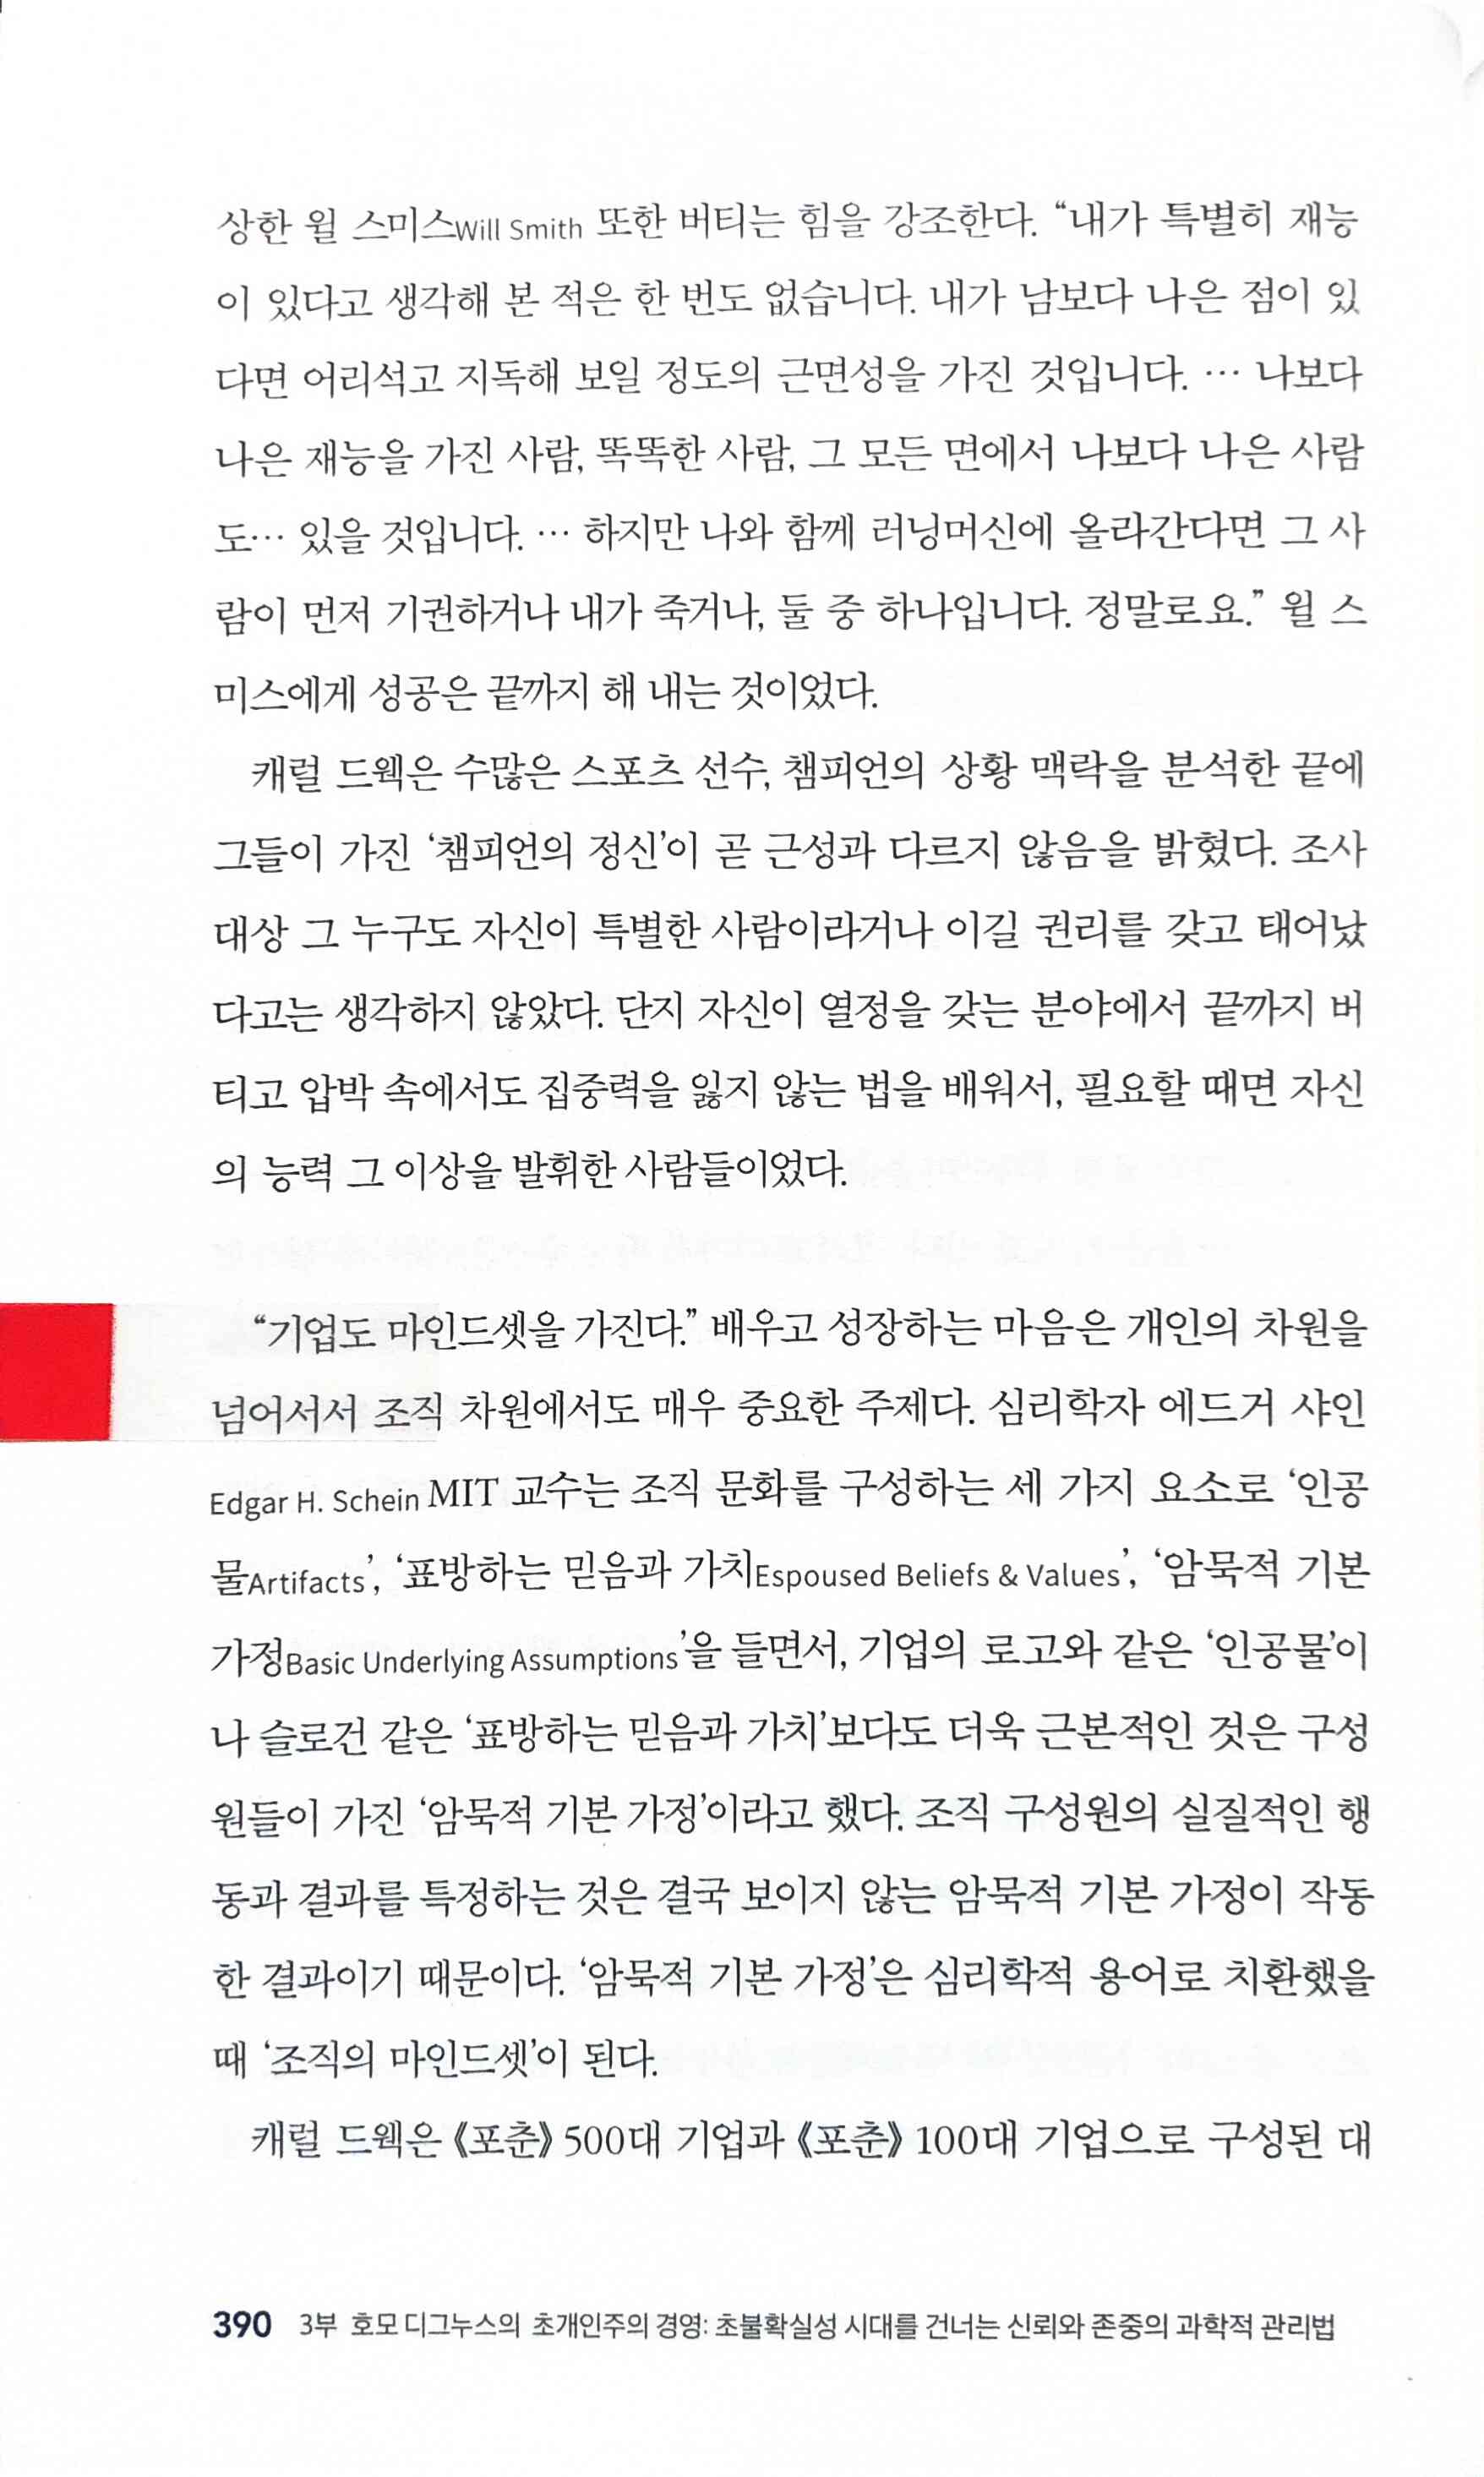 상한 윌 스미스Will Smith 또한 버티는 힘을 강조한다. “내가 특별히 재능
이 있다고 생각해 본 적은 한 번도 없습니다. 내가 남보다 나은 점이 있
다면 어리석고 지독해 보일 정도의 근면성을 가진 것입니다. … 나보다
나은 재능을 가진 사람, 똑똑한 사람, 그 모든 면에서 나보다 나은 사람
도… 있을 것입니다. … 하지만 나와 함께 러닝머신에 올라간다면 그 사
람이 먼저 기권하거나 내가 죽거나, 둘 중 하나입니다. 정말로요.” 윌 스
미스에게 성공은 끝까지 해 내는 것이었다.
캐럴 드웩은 수많은 스포츠 선수, 챔피언의 상황 맥락을 분석한 끝에
그들이 가진 ‘챔피언의 정신’이 곧 근성과 다르지 않음을 밝혔다. 조사
대상 그 누구도 자신이 특별한 사람이라거나 이길 권리를 갖고 태어났
다고는 생각하지 않았다. 단지 자신이 열정을 갖는 분야에서 끝까지 버
티고 압박 속에서도 집중력을 잃지 않는 법을 배워서, 필요할 때면 자신
의 능력 그 이상을 발휘한 사람들이었다.
“기업도 마인드셋을 가진다.” 배우고 성장하는 마음은 개인의 차원을
넘어서서 조직 차원에서도 매우 중요한 주제다. 심리학자 에드거 샤인
Edgar H. Schein MIT 교수는 조직 문화를 구성하는 세 가지 요소로 ‘인공
물Artifacts’, ‘표방하는 믿음과 가치Espoused Beliefs & Values’, ‘암묵적 기본
가정Basic Underlying Assumptions’을 들면서, 기업의 로고와 같은 ‘인공물’이
나 슬로건 같은 ‘표방하는 믿음과 가치’보다도 더욱 근본적인 것은 구성
원들이 가진 ‘암묵적 기본 가정’이라고 했다. 조직 구성원의 실질적인 행
동과 결과를 특정하는 것은 결국 보이지 않는 암묵적 기본 가정이 작동
한 결과이기 때문이다. ‘암묵적 기본 가정’은 심리학적 용어로 치환했을
때 ‘조직의 마인드셋’이 된다.
캐럴 드웩은 《포춘》 500대 기업과 《포춘》 100대 기업으로 구성된 대
390 3부 호모 디그누스의 초개인주의 경영: 초불확실성 시대를 건너는 신뢰와 존중의 과학적 관리법